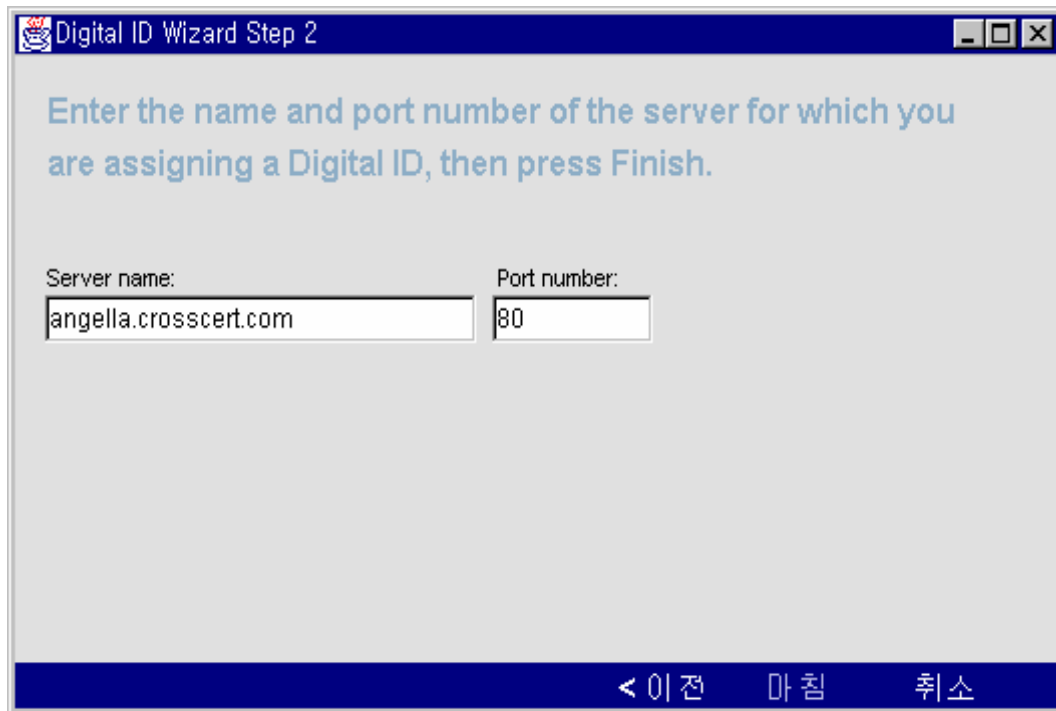 Digital ID Wizard Step 2
Enter the name and port number of the server for which you
are assigning a Digital ID, then press Finish.
Server name: Port number:
angella.crosscert.com 80
< 이전 마침 취소